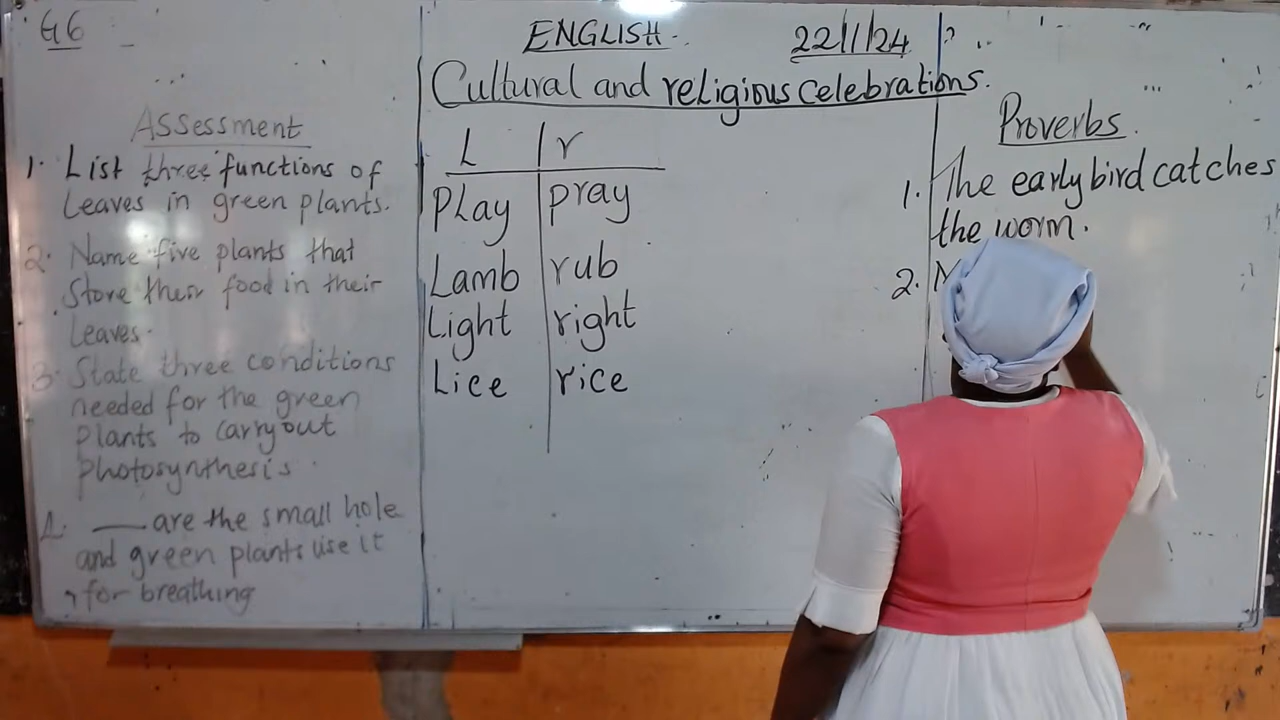 G6
Assessment
1. List three functions of
Leaves in green plants.
2. Name five plants that
Store their food in their
Leaves.
3. State three conditions
needed for the green
plants to carryout
photosynthesis.
4. ___ are the small hole
and green plants use it
for breathing
ENGLISH.
22/1/24
Cultural and religious celebrations.
L r
PLay pray
Lamb rub
Light right
Lice rice
Proverbs.
1. The early bird catches
the worm.
2.